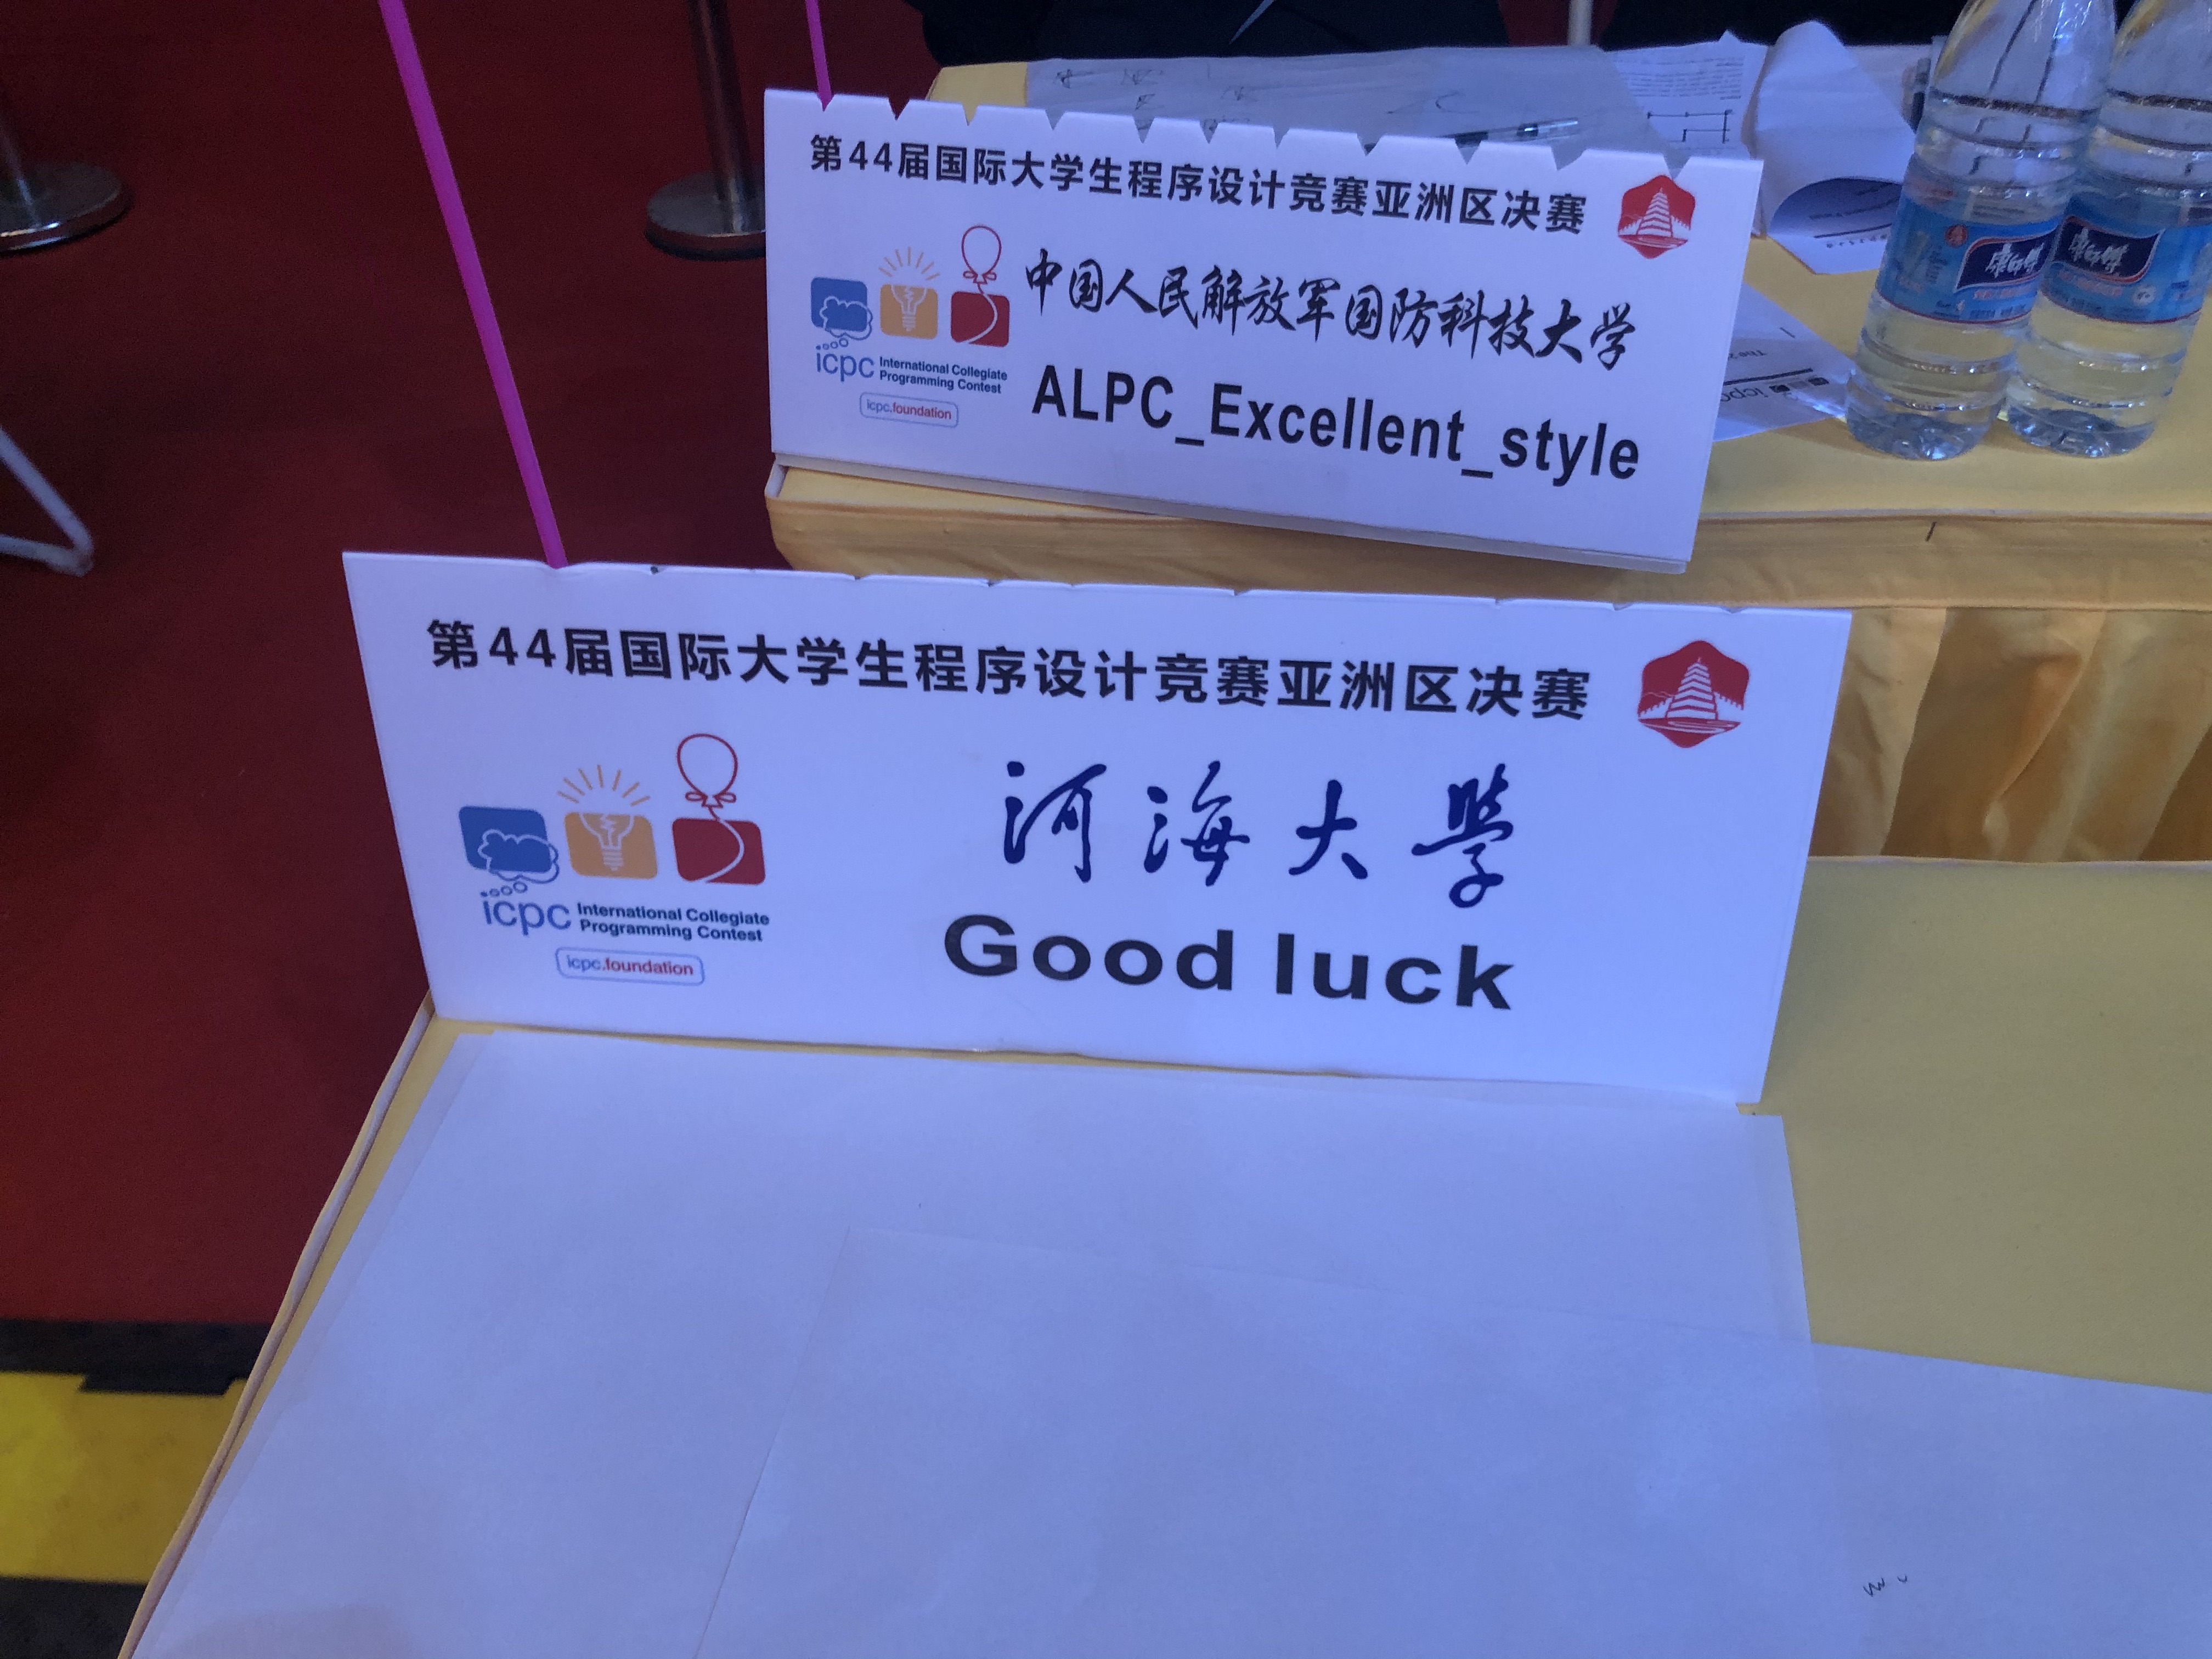 第44届国际大学生程序设计竞赛亚洲区决赛
中国人民解放军国防科技大学
icpc International Collegiate
Programming Contest
icpc.foundation
ALPC_Excellent_style
康师傅
康师傅
icpc
第44届国际大学生程序设计竞赛亚洲区决赛
河海大學
icpc International Collegiate
Programming Contest
icpc.foundation
Good luck